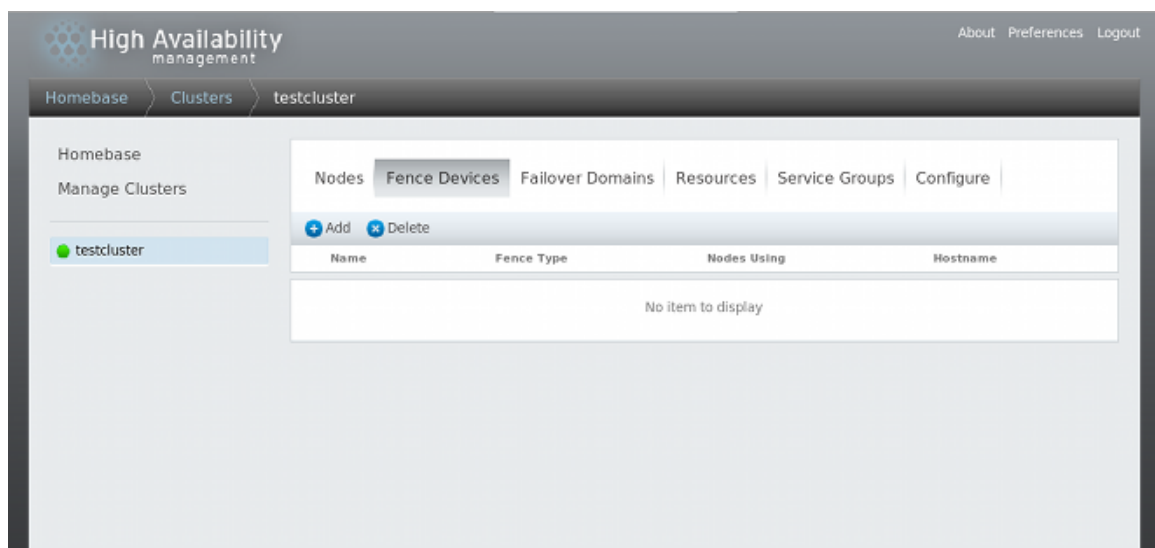 High Availability
management
About Preferences Logout
Homebase Clusters testcluster
Homebase
Manage Clusters
testcluster
Nodes Fence Devices Failover Domains Resources Service Groups Configure
Add Delete
Name Fence Type Nodes Using Hostname
No item to display